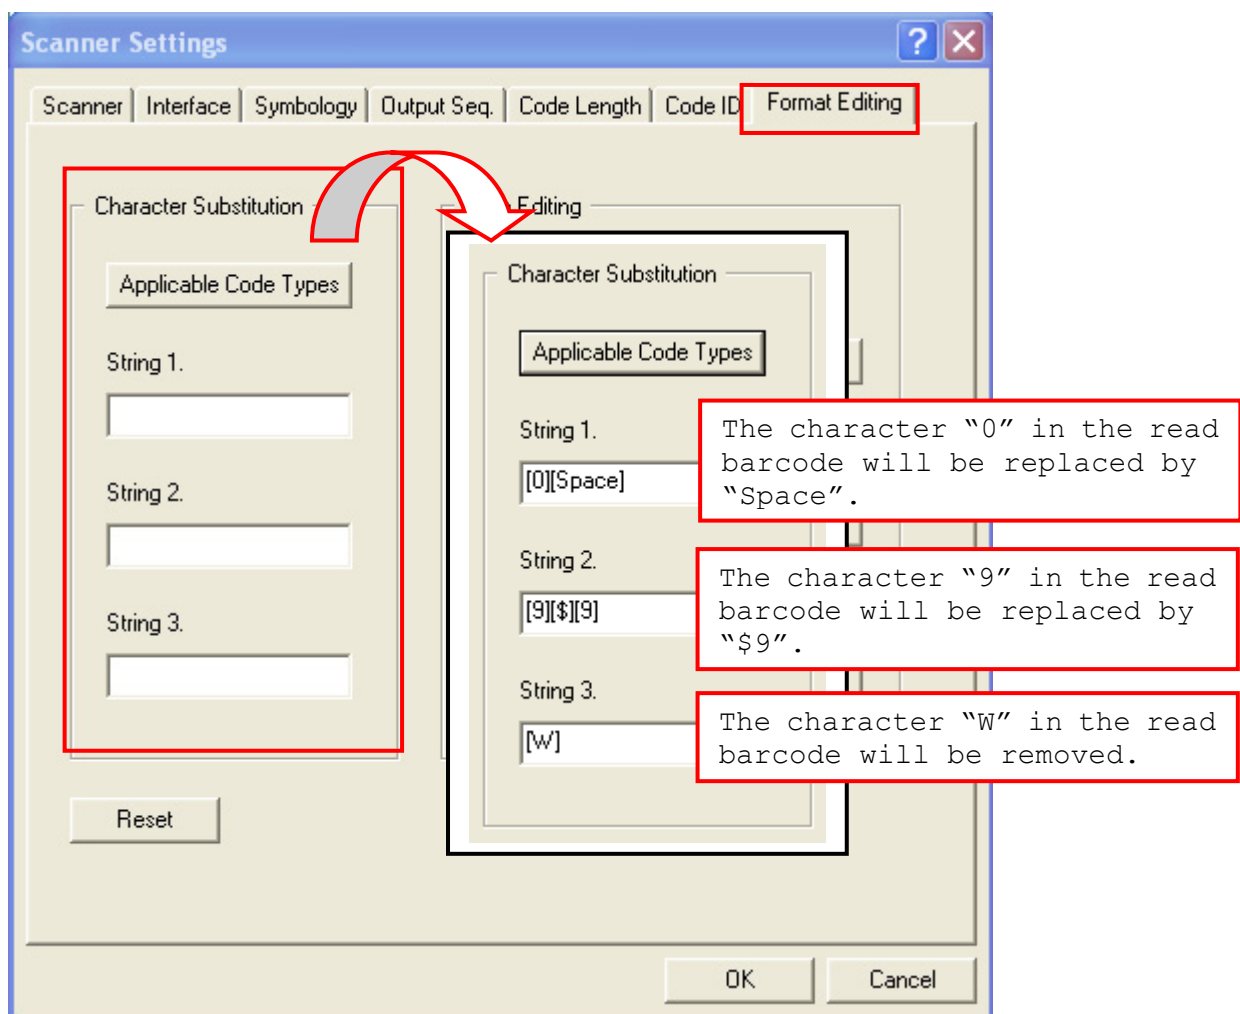 Scanner Settings
Scanner Interface Symbology Output Seq. Code Length Code ID Format Editing
Character Substitution
Editing
Applicable Code Types
String 1.
String 2.
String 3.
Reset
Character Substitution
Applicable Code Types
String 1.
[0][Space]
String 2.
[9][$][9]
String 3.
[W]
The character “0” in the read
barcode will be replaced by
“Space”.
The character “9” in the read
barcode will be replaced by
“$9”.
The character “W” in the read
barcode will be removed.
OK Cancel